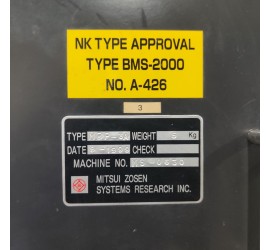 NK TYPE APPROVAL
TYPE BMS-2000
NO. A-426
3
TYPE WEIGHT Kg
DATE CHECK
MACHINE NO.
MITSUI ZOSEN
SYSTEMS RESEARCH INC.